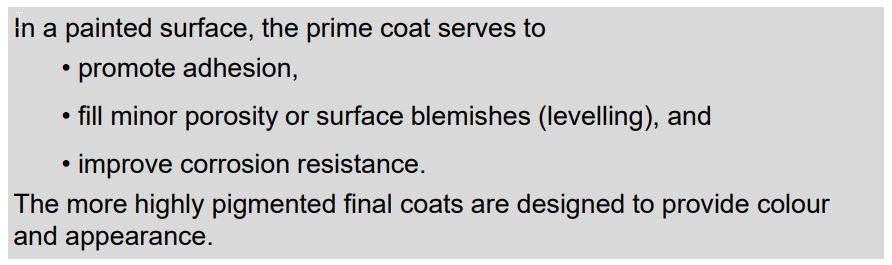 In a painted surface, the prime coat serves to
• promote adhesion,
• fill minor porosity or surface blemishes (levelling), and
• improve corrosion resistance.
The more highly pigmented final coats are designed to provide colour
and appearance.